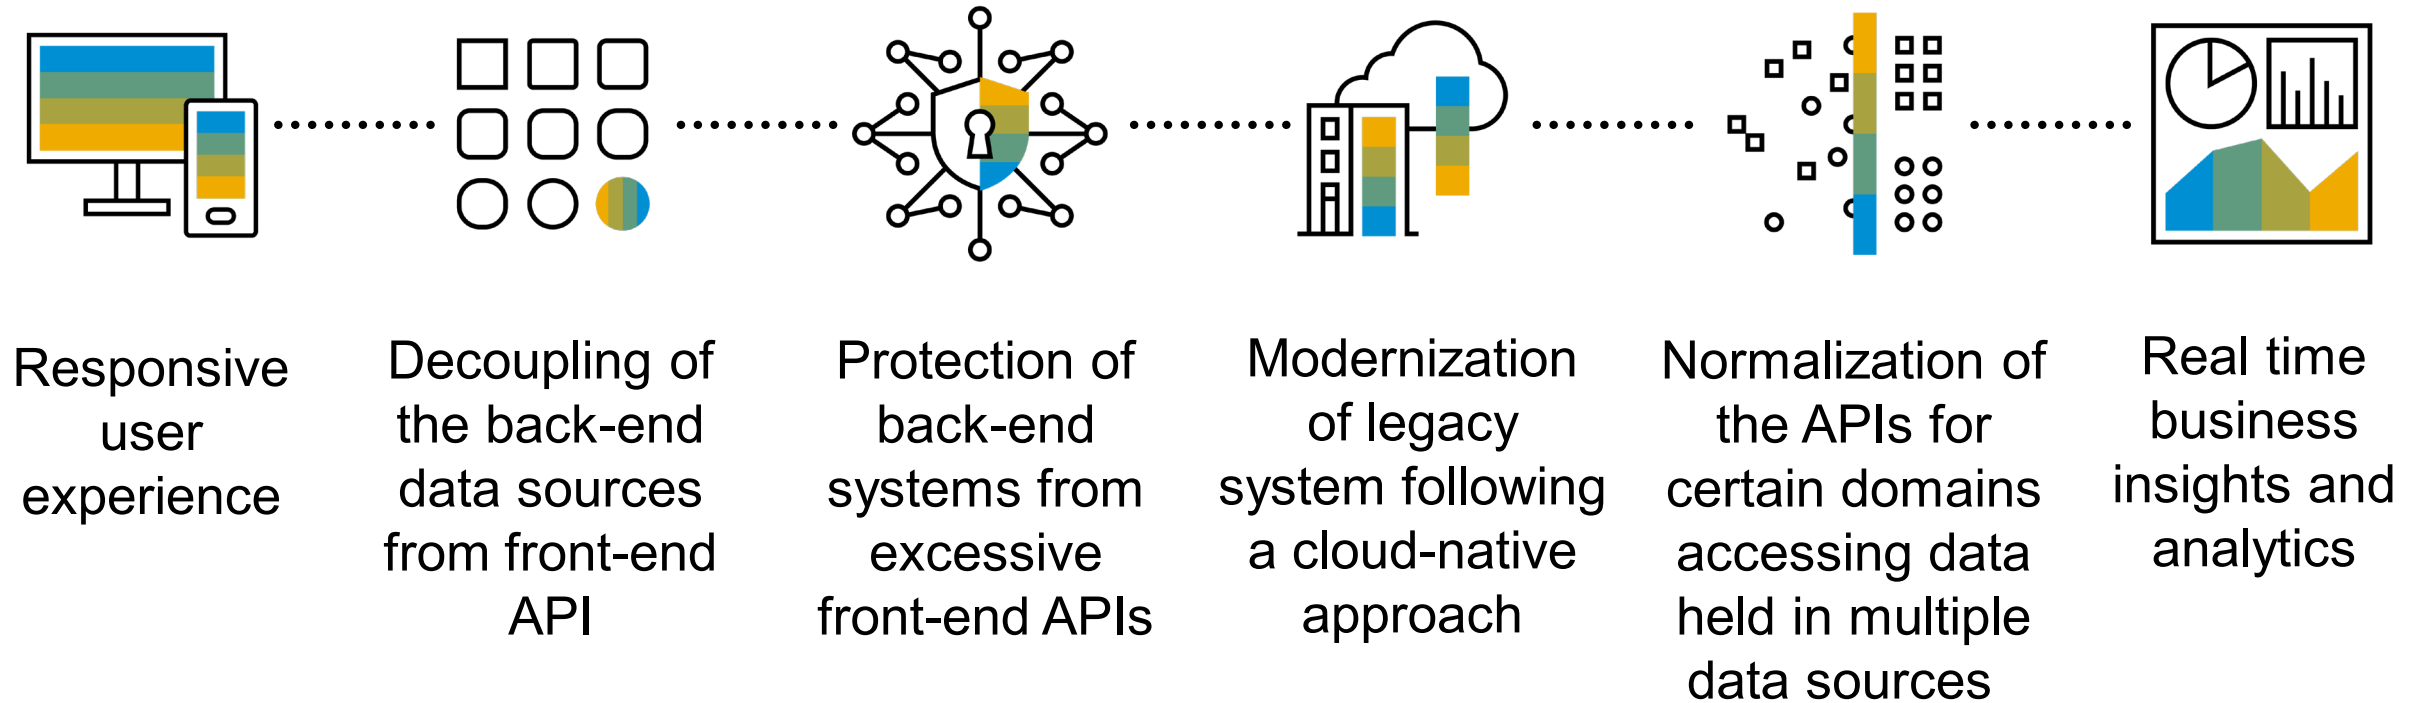 Responsive
user
experience
Decoupling of
the back-end
data sources
from front-end
API
Protection of
back-end
systems from
excessive
front-end APIs
Modernization
of legacy
system following
a cloud-native
approach
Normalization of
the APIs for
certain domains
accessing data
held in multiple
data sources
Real time
business
insights and
analytics